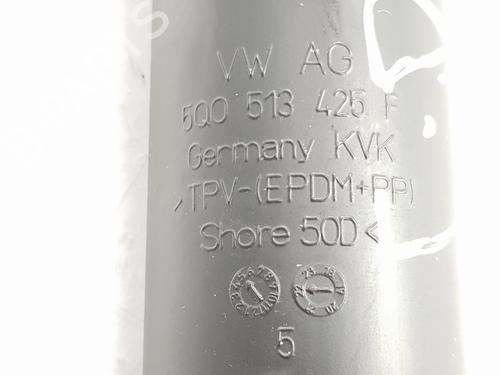 VW AG
5Q0 513 425 F
Germany KVK
>TPV-(EPDM+PP)
Shore 50D<
5